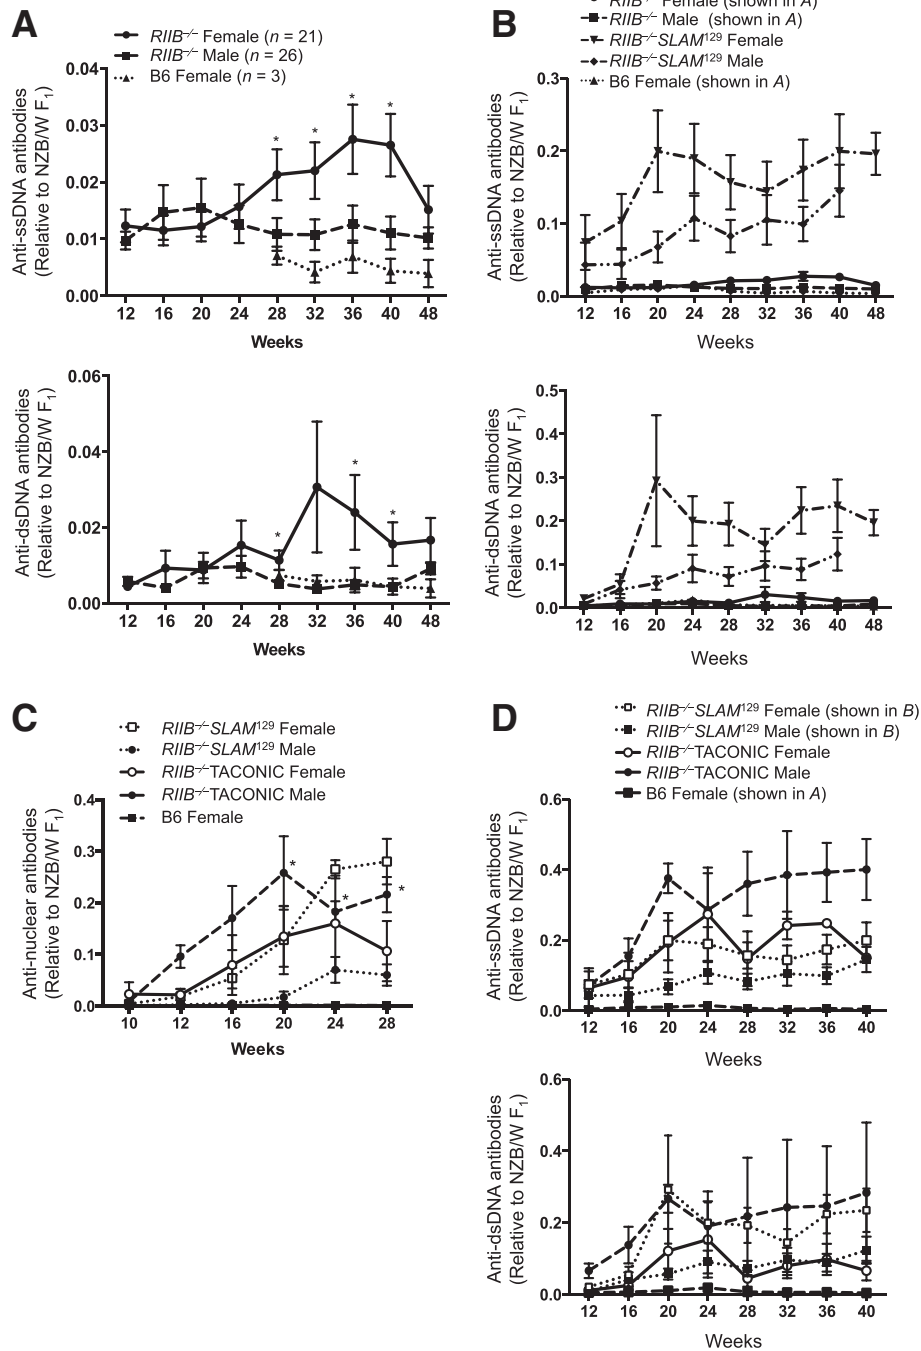 A
RIIB–/– Female (n = 21)
RIIB–/– Male (n = 26)
B6 Female (n = 3)
Anti-ssDNA antibodies
(Relative to NZB/W F1)
0.04
0.03
0.02
0.01
0.00
* * * *
12 16 20 24 28 32 36 40 48
Weeks
Anti-dsDNA antibodies
(Relative to NZB/W F1)
0.06
0.04
0.02
0.00
* * *
12 16 20 24 28 32 36 40 48
Weeks
B
RIIB–/– Female (shown in A)
RIIB–/– Male (shown in A)
RIIB–/–SLAM129 Female
RIIB–/–SLAM129 Male
B6 Female (shown in A)
Anti-ssDNA antibodies
(Relative to NZB/W F1)
0.3
0.2
0.1
0.0
12 16 20 24 28 32 36 40 48
Weeks
Anti-dsDNA antibodies
(Relative to NZB/W F1)
0.5
0.4
0.3
0.2
0.1
0.0
12 16 20 24 28 32 36 40 48
Weeks
C
RIIB–/–SLAM129 Female
RIIB–/–SLAM129 Male
RIIB–/–TACONIC Female
RIIB–/–TACONIC Male
B6 Female
Anti-nuclear antibodies
(Relative to NZB/W F1)
0.4
0.3
0.2
0.1
0.0
* * *
10 12 16 20 24 28
Weeks
D
RIIB–/–SLAM129 Female (shown in B)
RIIB–/–SLAM129 Male (shown in B)
RIIB–/–TACONIC Female
RIIB–/–TACONIC Male
B6 Female (shown in A)
Anti-ssDNA antibodies
(Relative to NZB/W F1)
0.6
0.4
0.2
0.0
12 16 20 24 28 32 36 40
Weeks
Anti-dsDNA antibodies
(Relative to NZB/W F1)
0.6
0.4
0.2
0.0
12 16 20 24 28 32 36 40
Weeks